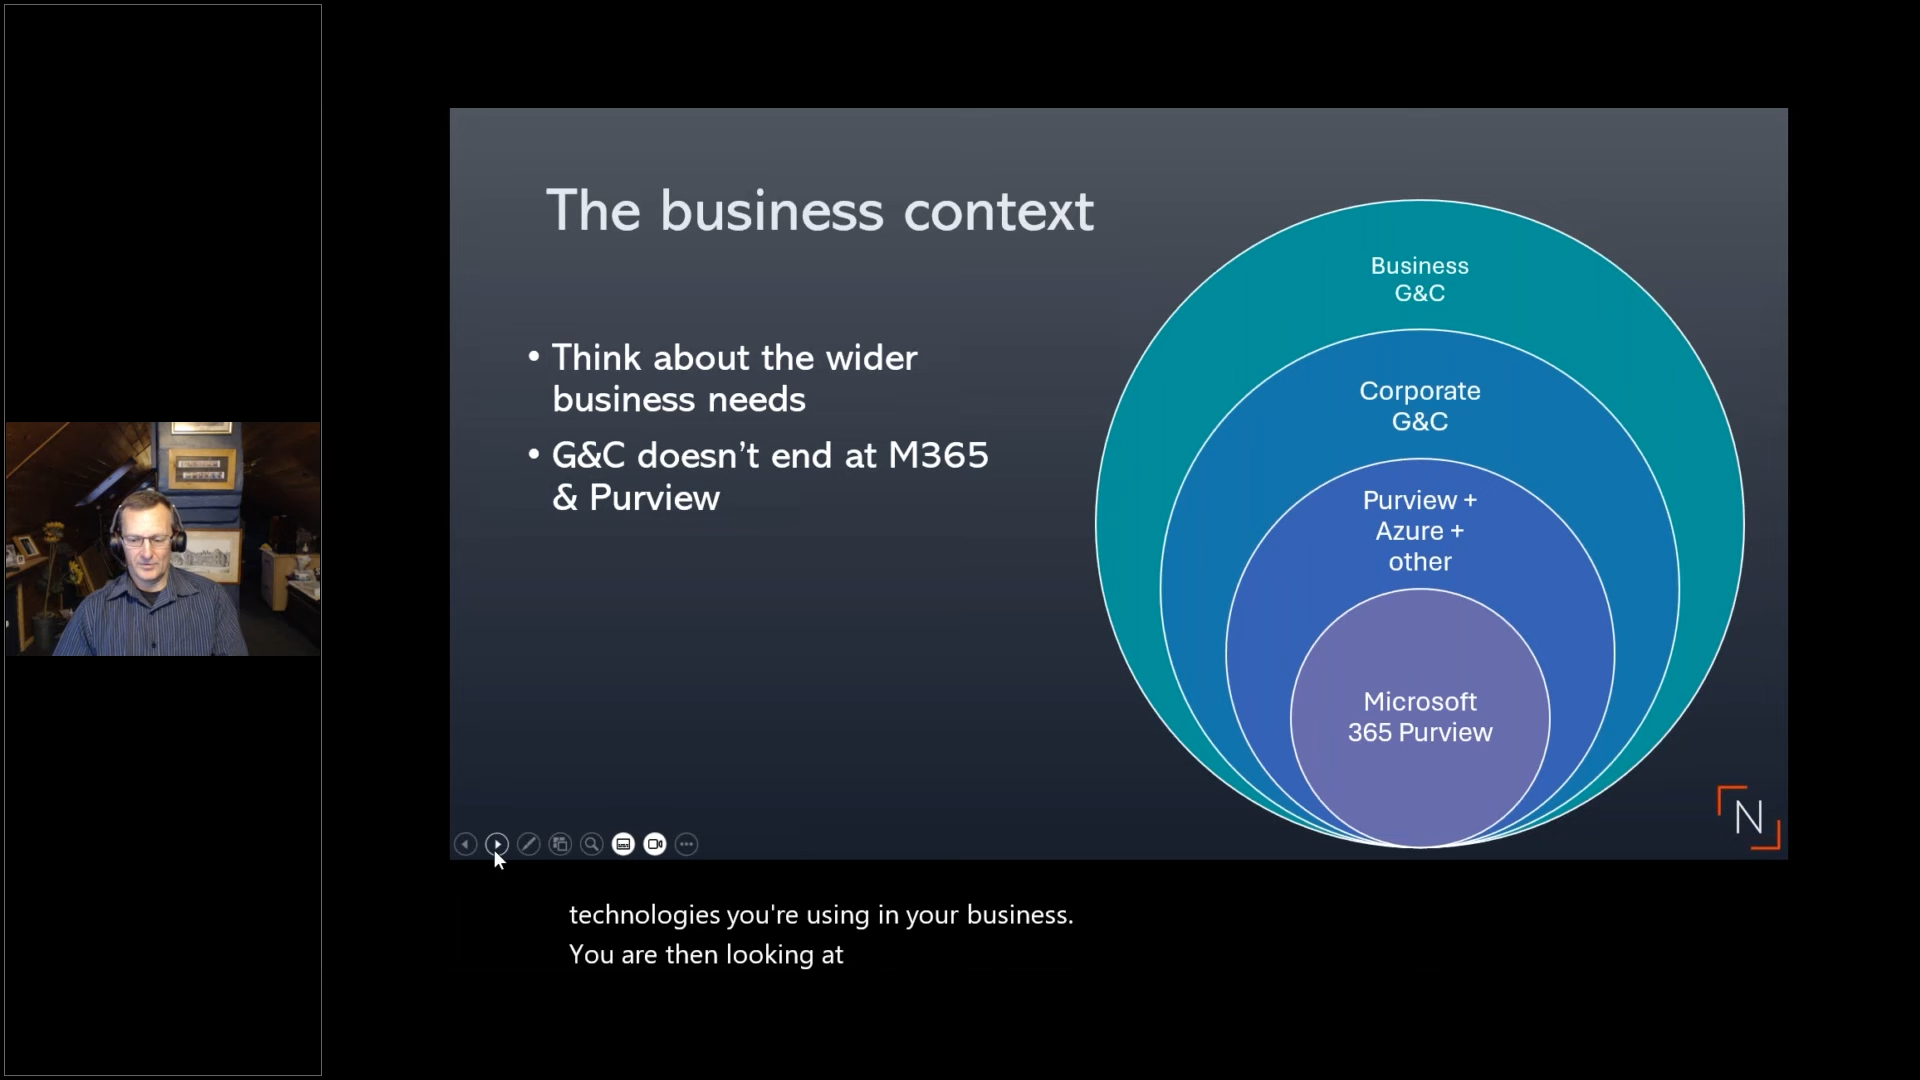 The business context
• Think about the wider
business needs
• G&C doesn’t end at M365
& Purview
Business
G&C
Corporate
G&C
Purview +
Azure +
other
Microsoft
365 Purview
N
technologies you're using in your business.
You are then looking at